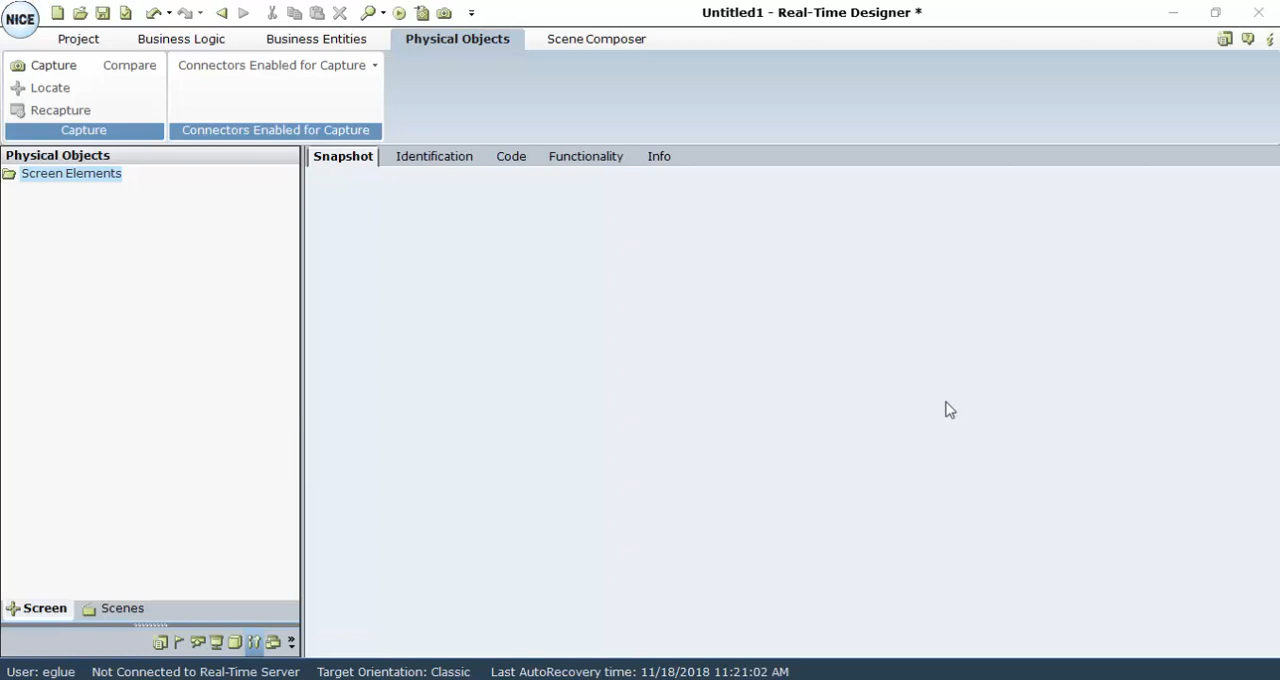 NICE
Untitled1 - Real-Time Designer *
Project Business Logic Business Entities Physical Objects Scene Composer
Capture Compare Connectors Enabled for Capture
Locate
Recapture
Capture Connectors Enabled for Capture
Physical Objects Snapshot Identification Code Functionality Info
Screen Elements
Screen Scenes
User: eglue Not Connected to Real-Time Server Target Orientation: Classic Last AutoRecovery time: 11/18/2018 11:21:02 AM